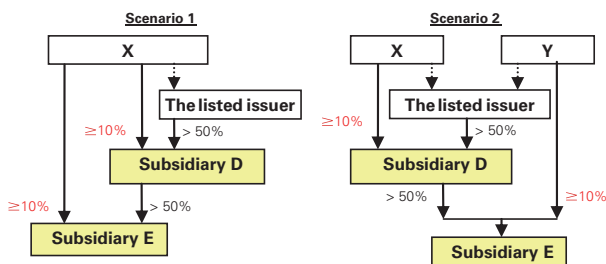 Scenario 1
X
The listed issuer
≧10%
> 50%
Subsidiary D
≧10%
> 50%
Subsidiary E
Scenario 2
X
Y
The listed issuer
≧10%
> 50%
Subsidiary D
> 50%
≧10%
Subsidiary E